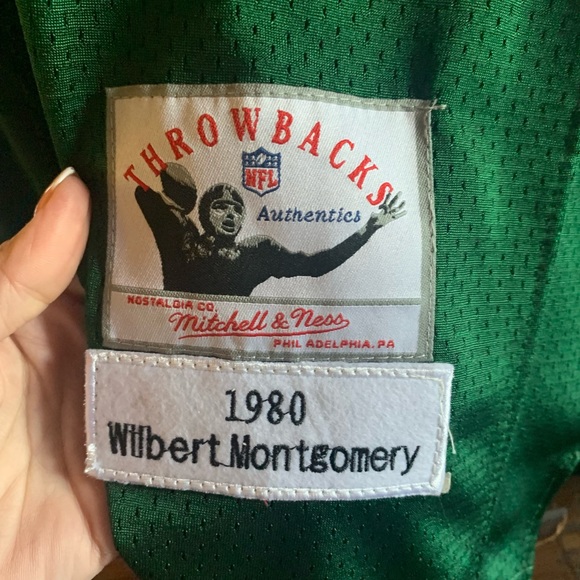 THROWBACKS
NFL
Authentics
NOSTALGIA CO.
Mitchell & Ness
PHILADELPHIA, PA
1980
Wilbert Montgomery